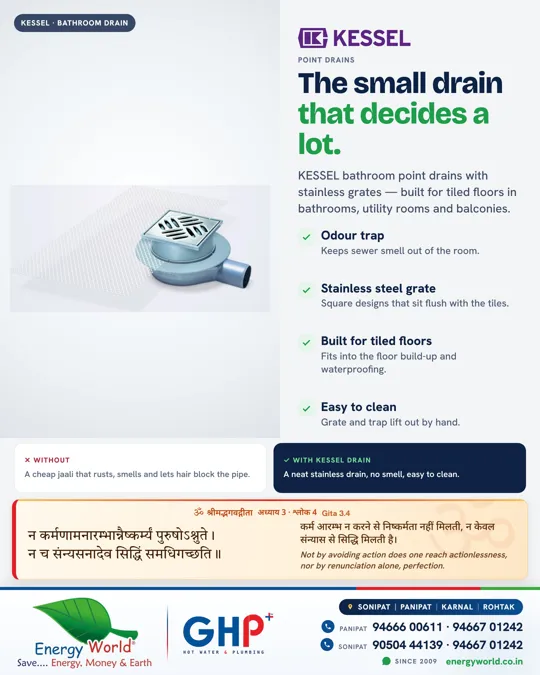 KESSEL · BATHROOM DRAIN
KESSEL
POINT DRAINS
The small drain
that decides a
lot.
KESSEL bathroom point drains with
stainless grates — built for tiled floors in
bathrooms, utility rooms and balconies.
✓ Odour trap
Keeps sewer smell out of the room.
✓ Stainless steel grate
Square designs that sit flush with the tiles.
✓ Built for tiled floors
Fits into the floor build-up and
waterproofing.
✓ Easy to clean
Grate and trap lift out by hand.
✕ WITHOUT
A cheap jaali that rusts, smells and lets hair block the pipe.
✓ WITH KESSEL DRAIN
A neat stainless drain, no smell, easy to clean.
ॐ श्रीमद्भगवद्गीता अध्याय 3 · श्लोक 4 Gita 3.4
न कर्मणामनारम्भान्नैष्कर्म्यं पुरुषोऽश्नुते।
न च संन्यसनादेव सिद्धिं समधिगच्छति॥
कर्म आरम्भ न करने से निष्कर्मता नहीं मिलती, न केवल
संन्यास से सिद्धि मिलती है।
Not by avoiding action does one reach actionlessness,
nor by renunciation alone, perfection.
Energy World®
Save.... Energy, Money & Earth
GHP+
HOT WATER & PLUMBING
SONIPAT | PANIPAT | KARNAL | ROHTAK
PANIPAT 94666 00611 · 94667 01242
SONIPAT 90504 44139 · 94667 01242
SINCE 2009 energyworld.co.in